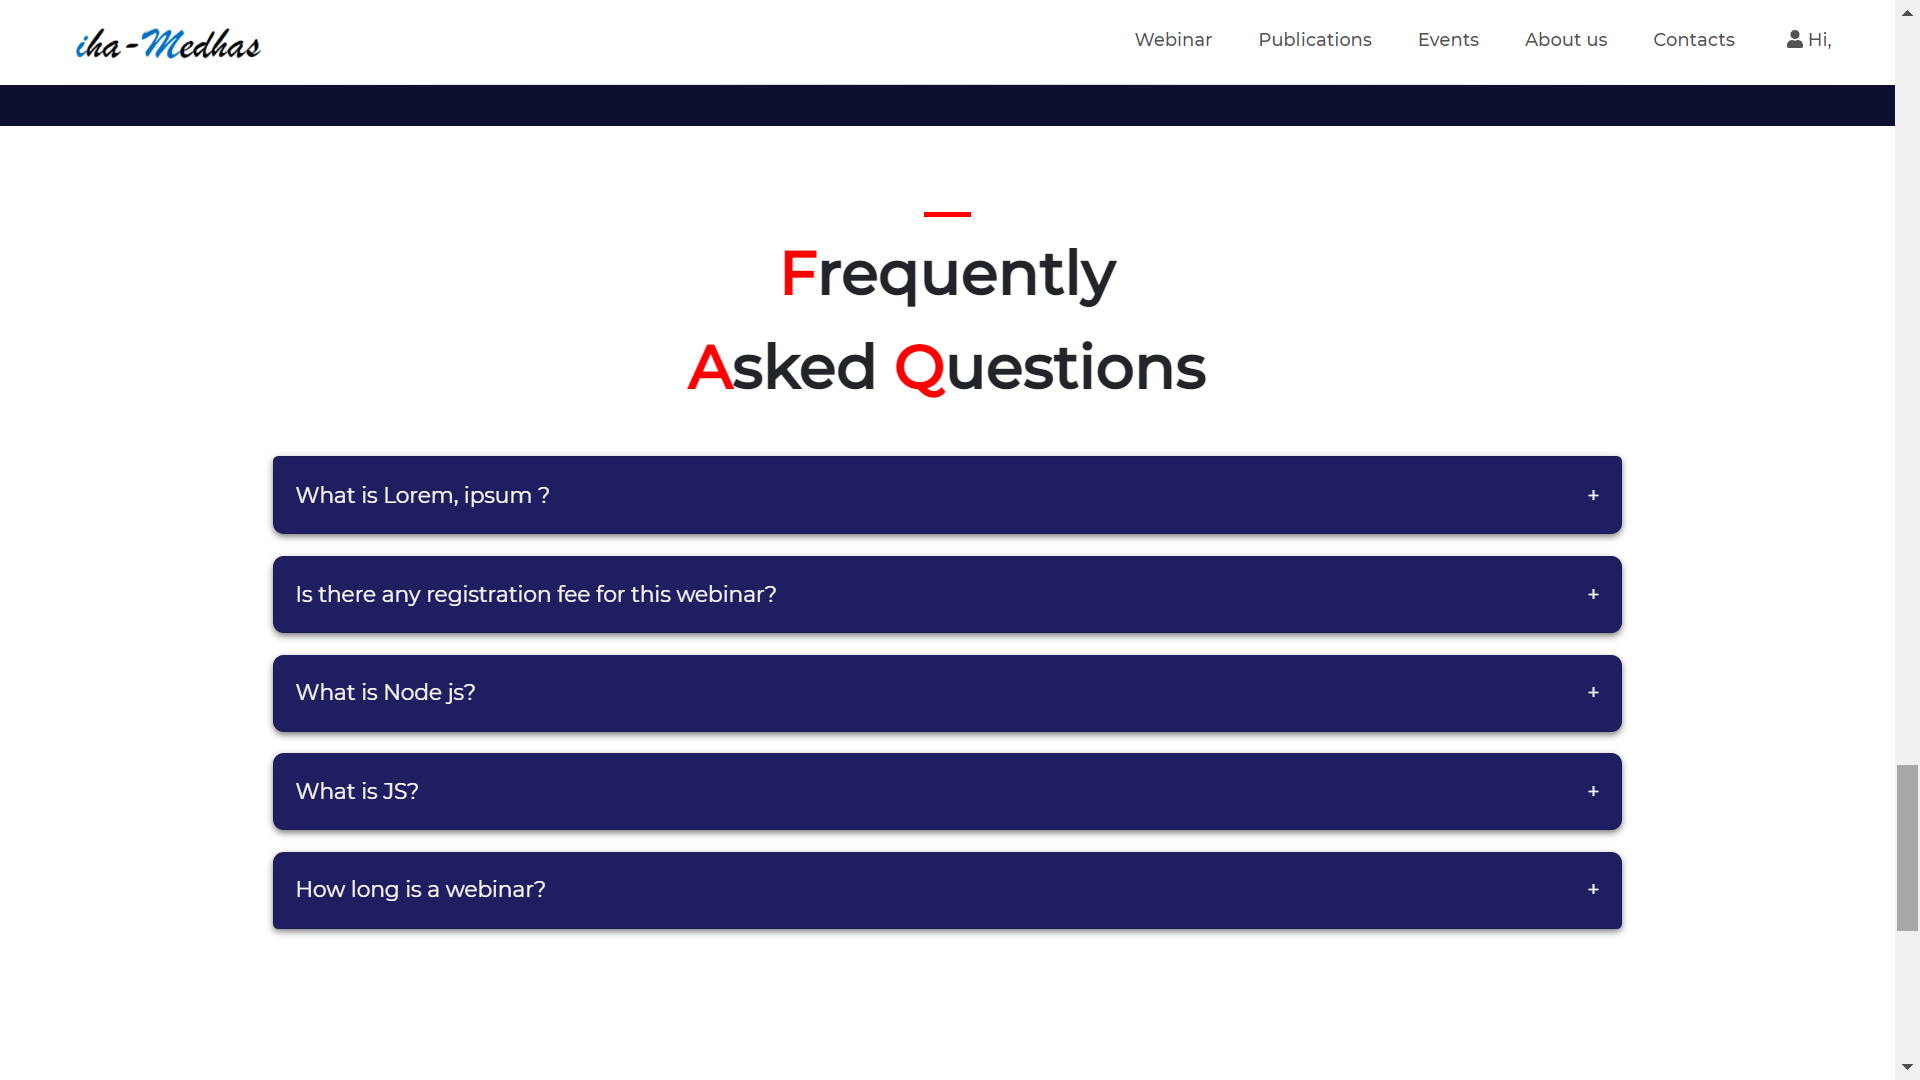 iha-Medhas
Webinar Publications Events About us Contacts Hi,
Frequently
Asked Questions
What is Lorem, ipsum ? +
Is there any registration fee for this webinar? +
What is Node js? +
What is JS? +
How long is a webinar? +